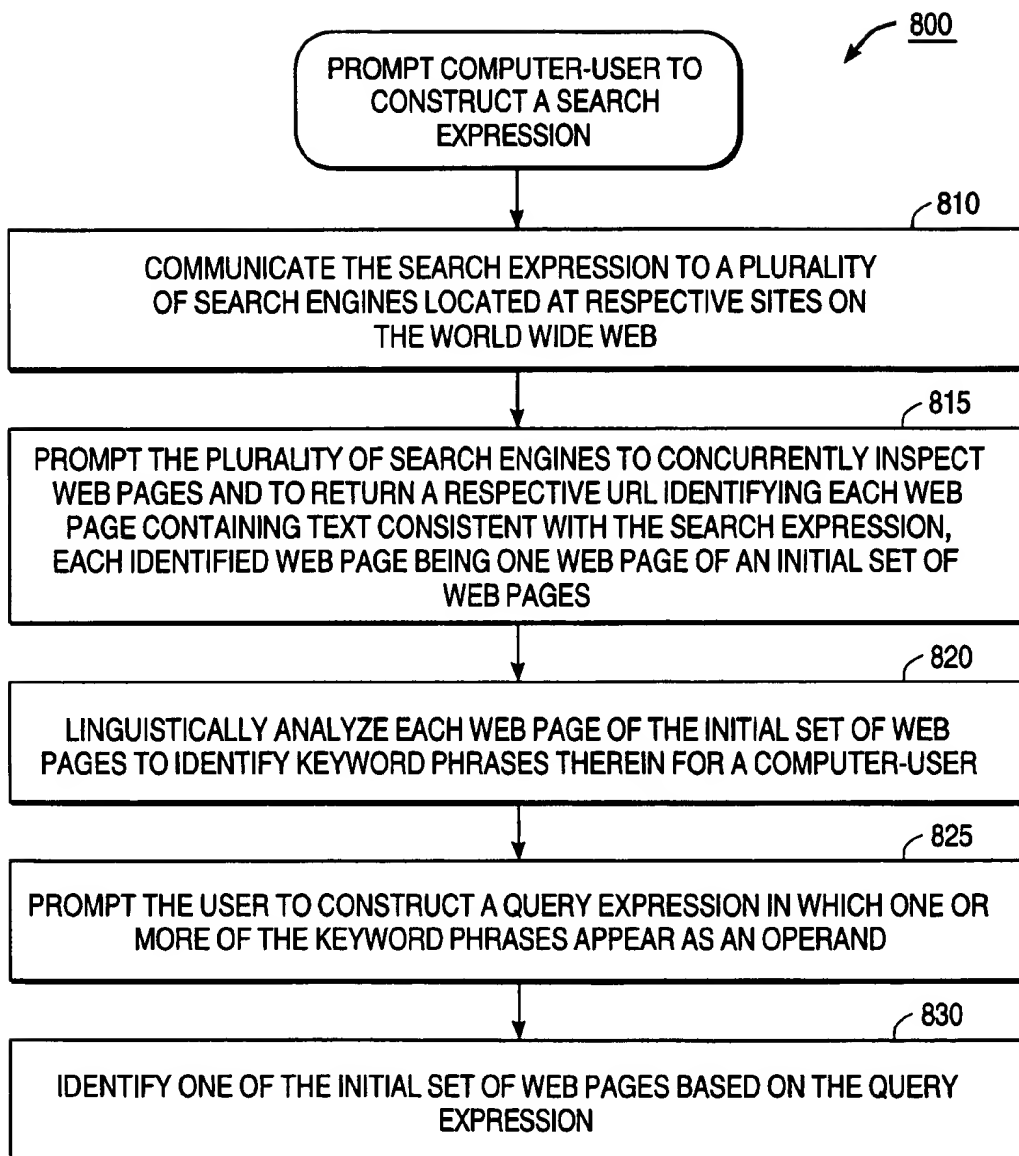 800
PROMPT COMPUTER-USER TO
CONSTRUCT A SEARCH
EXPRESSION
810
COMMUNICATE THE SEARCH EXPRESSION TO A PLURALITY
OF SEARCH ENGINES LOCATED AT RESPECTIVE SITES ON
THE WORLD WIDE WEB
815
PROMPT THE PLURALITY OF SEARCH ENGINES TO CONCURRENTLY INSPECT
WEB PAGES AND TO RETURN A RESPECTIVE URL IDENTIFYING EACH WEB
PAGE CONTAINING TEXT CONSISTENT WITH THE SEARCH EXPRESSION,
EACH IDENTIFIED WEB PAGE BEING ONE WEB PAGE OF AN INITIAL SET OF
WEB PAGES
820
LINGUISTICALLY ANALYZE EACH WEB PAGE OF THE INITIAL SET OF WEB
PAGES TO IDENTIFY KEYWORD PHRASES THEREIN FOR A COMPUTER-USER
825
PROMPT THE USER TO CONSTRUCT A QUERY EXPRESSION IN WHICH ONE OR
MORE OF THE KEYWORD PHRASES APPEAR AS AN OPERAND
830
IDENTIFY ONE OF THE INITIAL SET OF WEB PAGES BASED ON THE QUERY
EXPRESSION